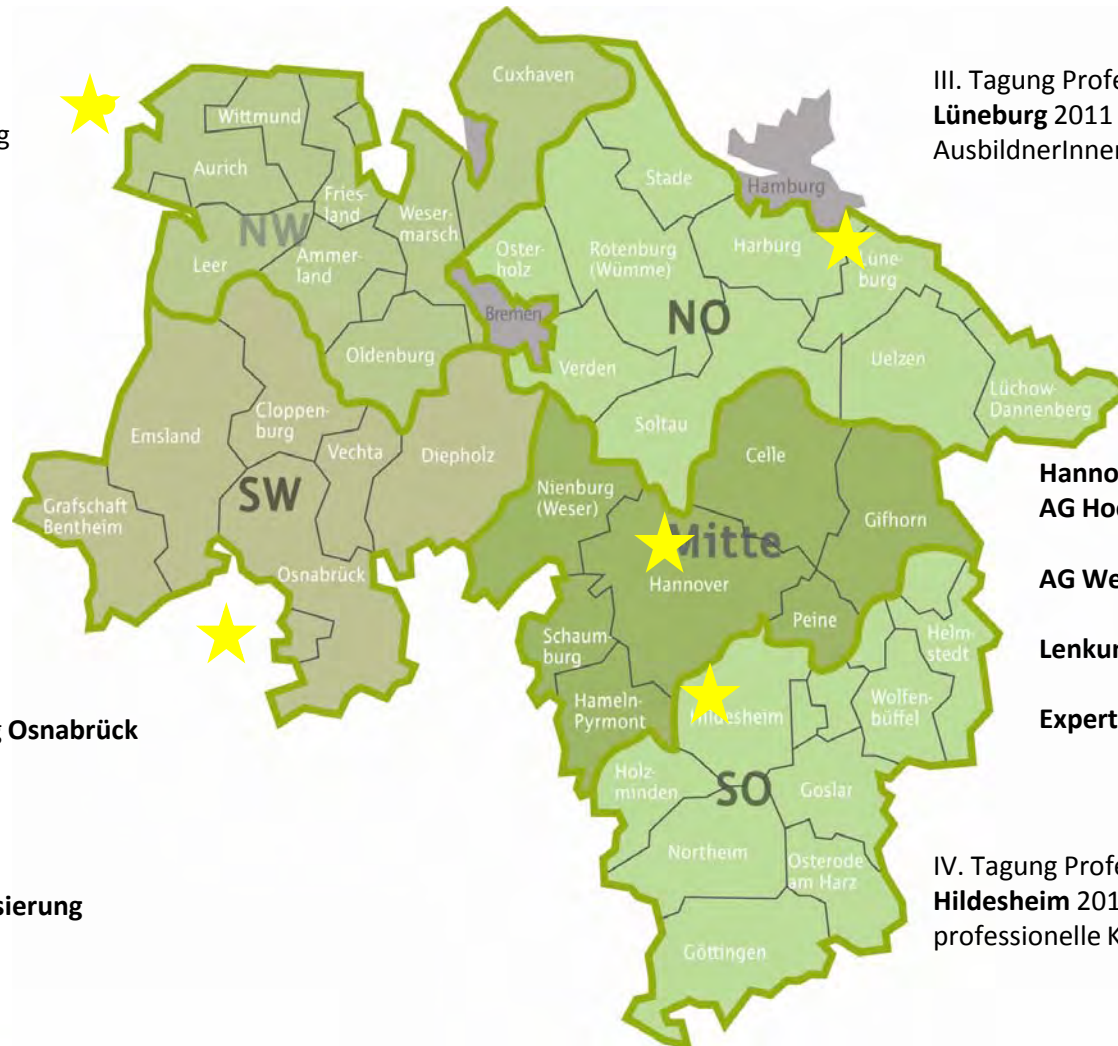 g
g Osnabrück
sierung
III. Tagung Profe
Lüneburg 2011
AusbildnerInnen
Hanno
AG Hoc
AG We
Lenkun
Expert
IV. Tagung Profe
Hildesheim 201
professionelle K
Cuxhaven
Wittmund
Aurich
Fries-
land
Weser-
marsch
NW
Leer
Ammer-
land
Oldenburg
Stade
Hamburg
Oster-
holz
Rotenburg
(Wümme)
Harburg
Lüne-
burg
Bremen
NO
Verden
Uelzen
Lüchow-
Dannenberg
Soltau
Cloppen-
burg
Emsland
Vechta
Diepholz
SW
Grafschaft
Bentheim
Osnabrück
Celle
Nienburg
(Weser)
Gifhorn
Mitte
Hannover
Peine
Schaum-
burg
Hameln-
Pyrmont
Helm-
stedt
Wolfen-
büffel
Hildesheim
Holz-
minden
SO
Goslar
Northeim
Osterode
am Harz
Göttingen